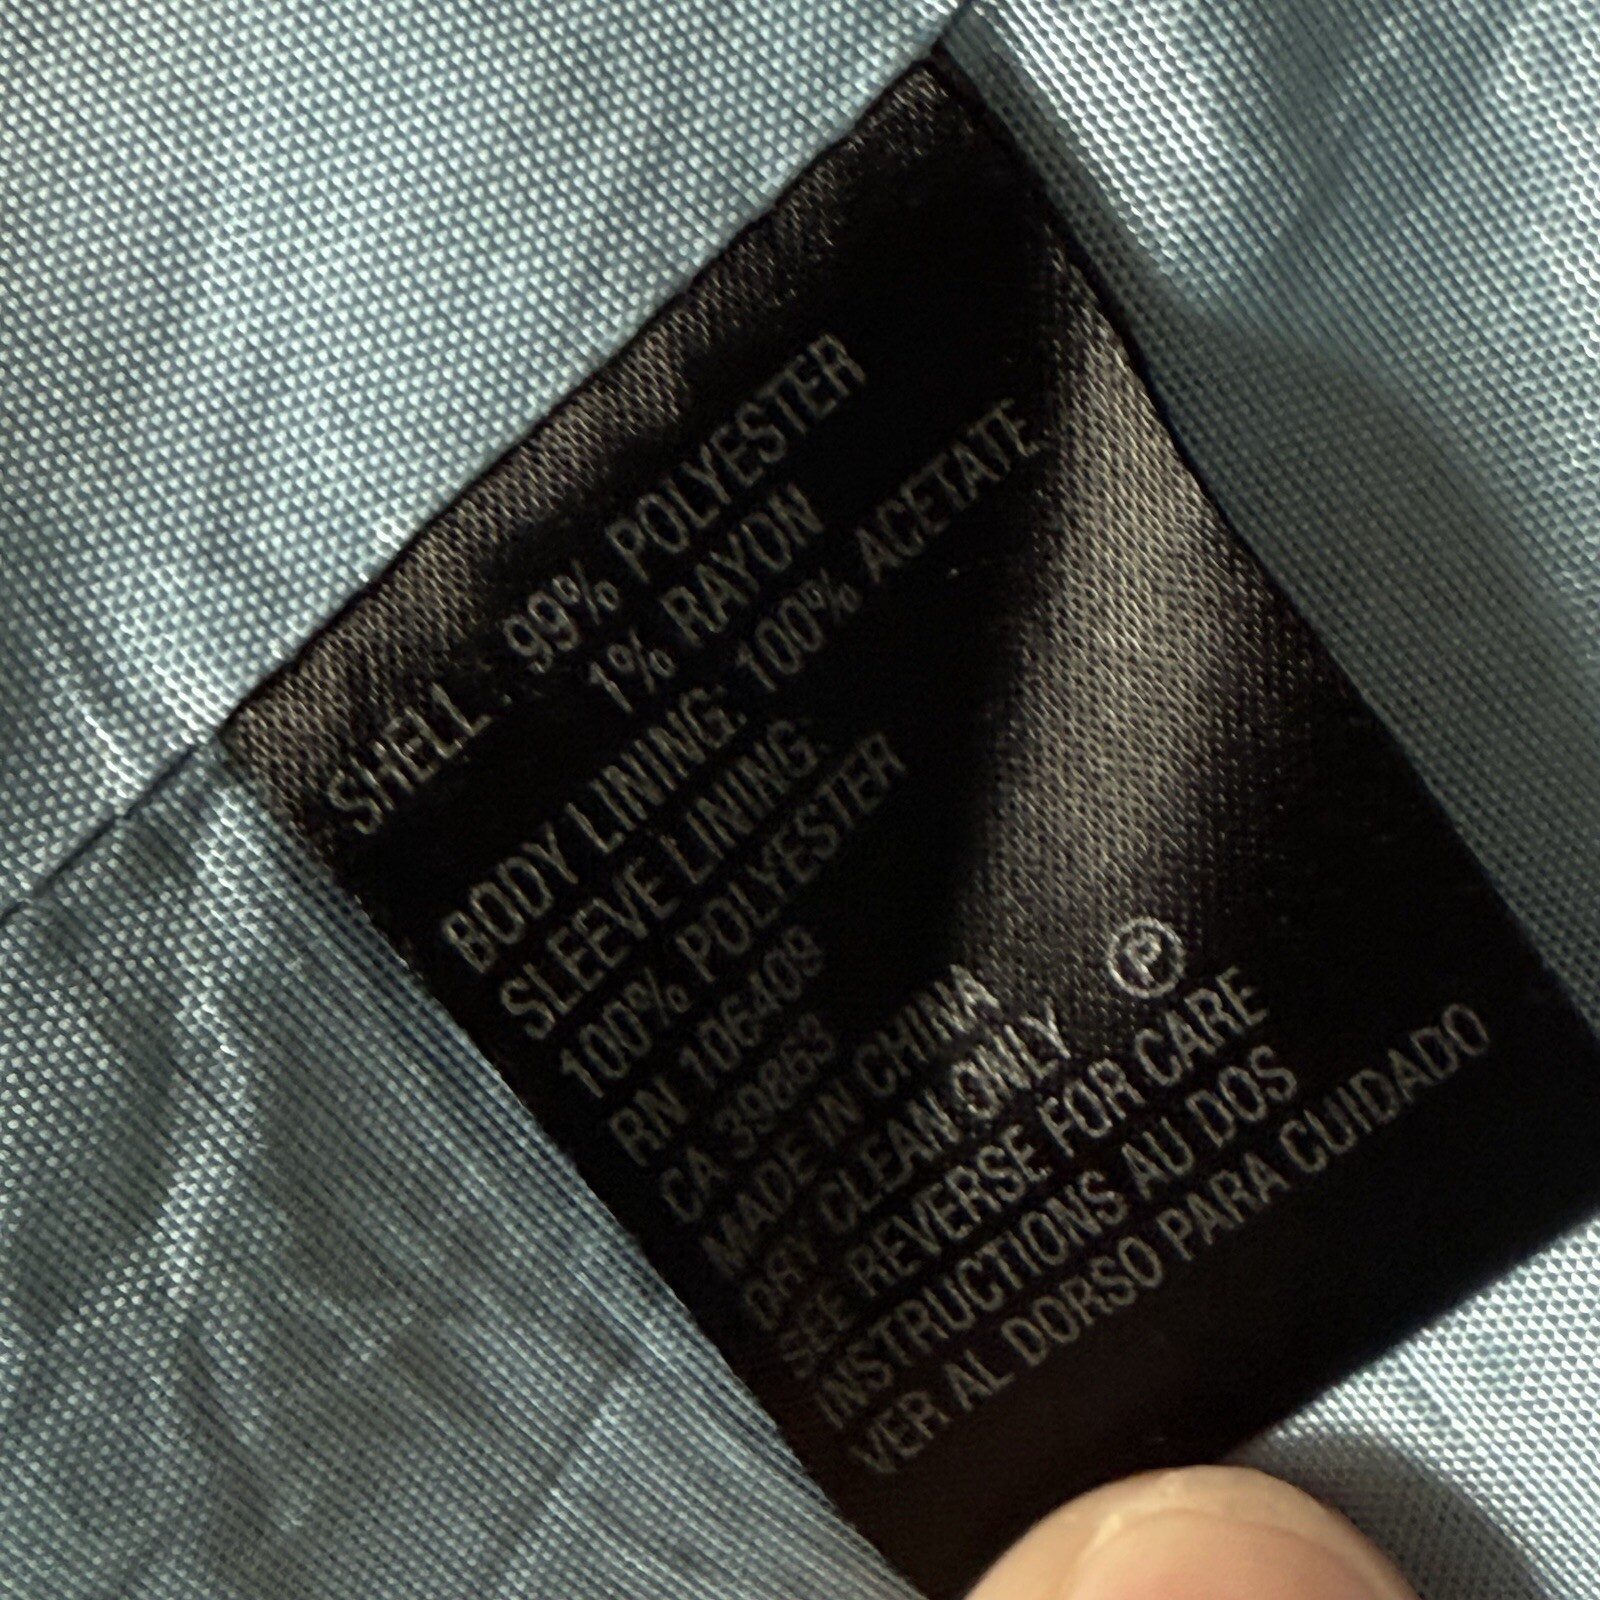 SHELL : 99% POLYESTER
1% RAYON
BODY LINING: 100% ACETATE
SLEEVE LINING:
100% POLYESTER
RN 106409
CA 39863
MADE IN CHINA
DRY CLEAN ONLY Ⓟ
SEE REVERSE FOR CARE
INSTRUCTIONS AU DOS
VER AL DORSO PARA CUIDADO